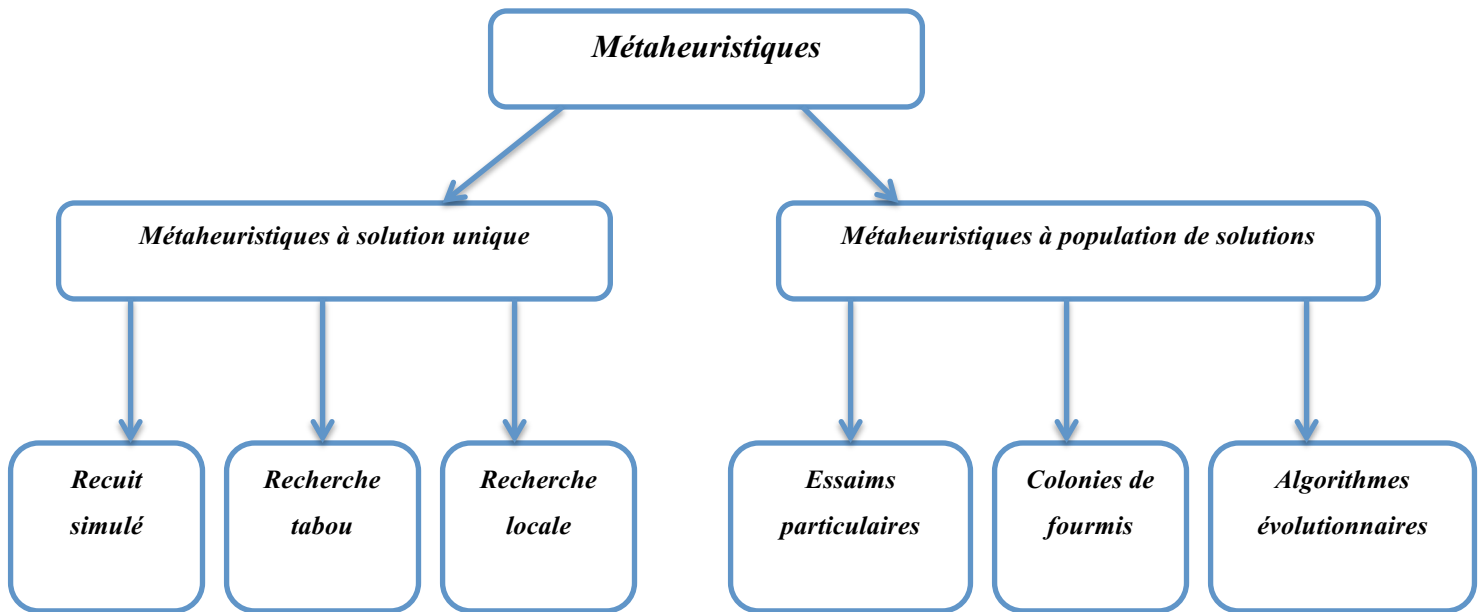 Métaheuristiques
Métaheuristiques à solution unique
Métaheuristiques à population de solutions
Recuit
simulé
Recherche
tabou
Recherche
locale
Essaims
particulaires
Colonies de
fourmis
Algorithmes
évolutionnaires